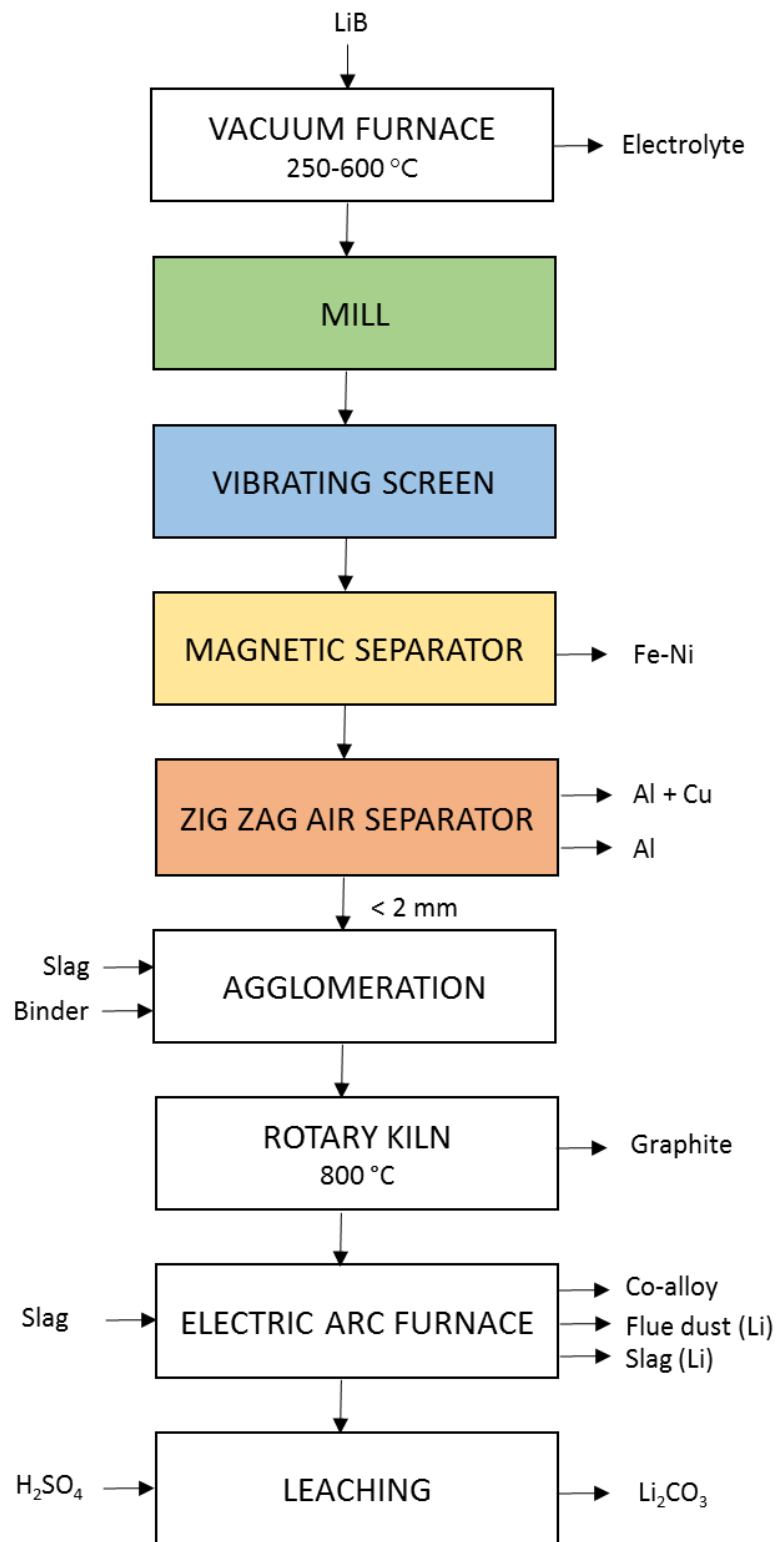 LiB
VACUUM FURNACE
250-600 °C
Electrolyte
MILL
VIBRATING SCREEN
MAGNETIC SEPARATOR
Fe-Ni
ZIG ZAG AIR SEPARATOR
Al + Cu
Al
< 2 mm
Slag
Binder
AGGLOMERATION
ROTARY KILN
800 °C
Graphite
Slag
ELECTRIC ARC FURNACE
Co-alloy
Flue dust (Li)
Slag (Li)
H₂SO₄
LEACHING
Li₂CO₃